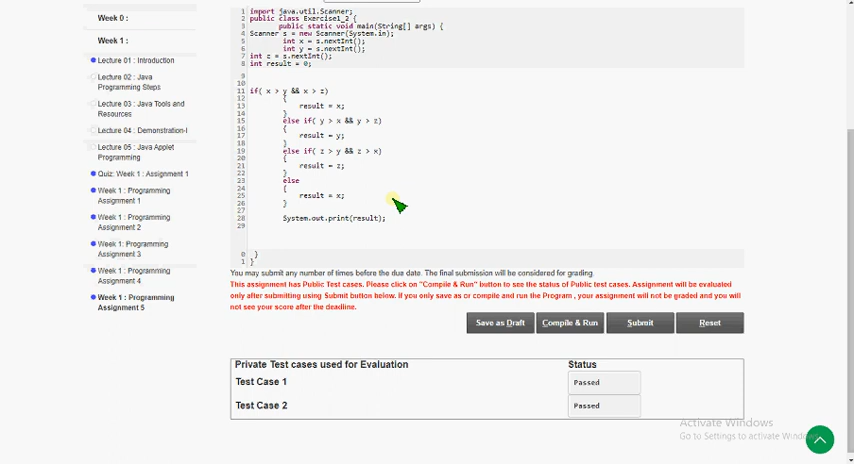 Week 0 :
Week 1 :
Lecture 01 : Introduction
Lecture 02 : Java
Programming Steps
Lecture 03 : Java Tools and
Resources
Lecture 04 : Demonstration-I
Lecture 05 : Java Applet
Programming
Quiz: Week 1 : Assignment 1
Week 1 : Programming
Assignment 1
Week 1 : Programming
Assignment 2
Week 1: Programming
Assignment 3
Week 1 : Programming
Assignment 4
Week 1 : Programming
Assignment 5
1 import java.util.Scanner;
2 public class Exercise1_2 {
3 public static void main(String[] args) {
4 Scanner s = new Scanner(System.in);
5 int x = s.nextInt();
6 int y = s.nextInt();
7 int z = s.nextInt();
8 int result = 0;
9
10
11 if( x > y && x > z)
12 {
13 result = x;
14 }
15 else if( y > x && y > z)
16 {
17 result = y;
18 }
19 else if( z > y && z > x)
20 {
21 result = z;
22 }
23 else
24 {
25 result = x;
26 }
27
28 System.out.print(result);
29
0 }
1 }
You may submit any number of times before the due date. The final submission will be considered for grading.
This assignment has Public Test cases. Please click on "Compile & Run" button to see the status of Public test cases. Assignment will be evaluated
only after submitting using Submit button below. If you only save as or compile and run the Program , your assignment will not be graded and you will
not see your score after the deadline.
Save as Draft Compile & Run Submit Reset
Private Test cases used for Evaluation Status
Test Case 1 Passed
Test Case 2 Passed
Activate Windows
Go to Settings to activate Windows